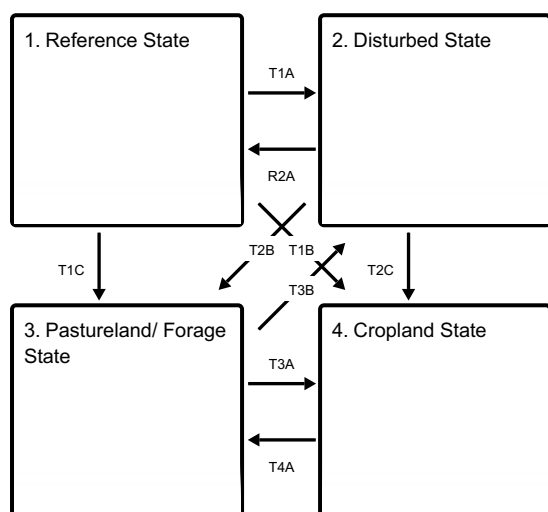 1. Reference State
2. Disturbed State
T1A
R2A
T2B
T1B
T1C
T2C
T3B
3. Pastureland/ Forage
State
4. Cropland State
T3A
T4A